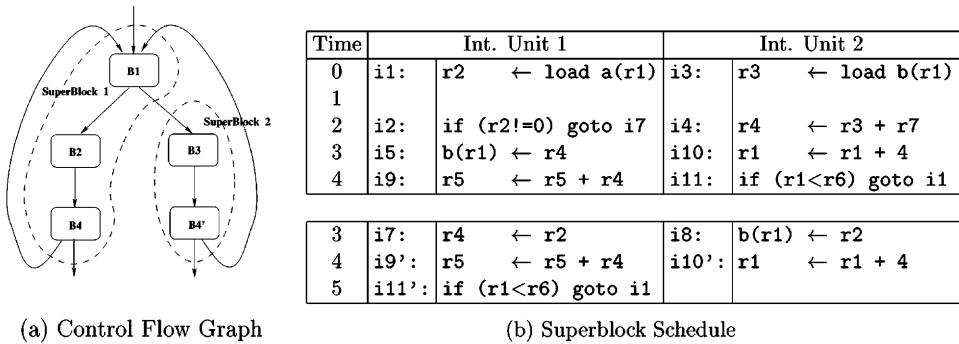 B1
SuperBlock 1
SuperBlock 2
B2
B3
B4
B4'
(a) Control Flow Graph
Time Int. Unit 1 Int. Unit 2
0 i1: r2 ← load a(r1) i3: r3 ← load b(r1)
1
2 i2: if (r2!=0) goto i7 i4: r4 ← r3 + r7
3 i5: b(r1) ← r4 i10: r1 ← r1 + 4
4 i9: r5 ← r5 + r4 i11: if (r1<r6) goto i1
3 i7: r4 ← r2 i8: b(r1) ← r2
4 i9': r5 ← r5 + r4 i10': r1 ← r1 + 4
5 i11': if (r1<r6) goto i1
(b) Superblock Schedule